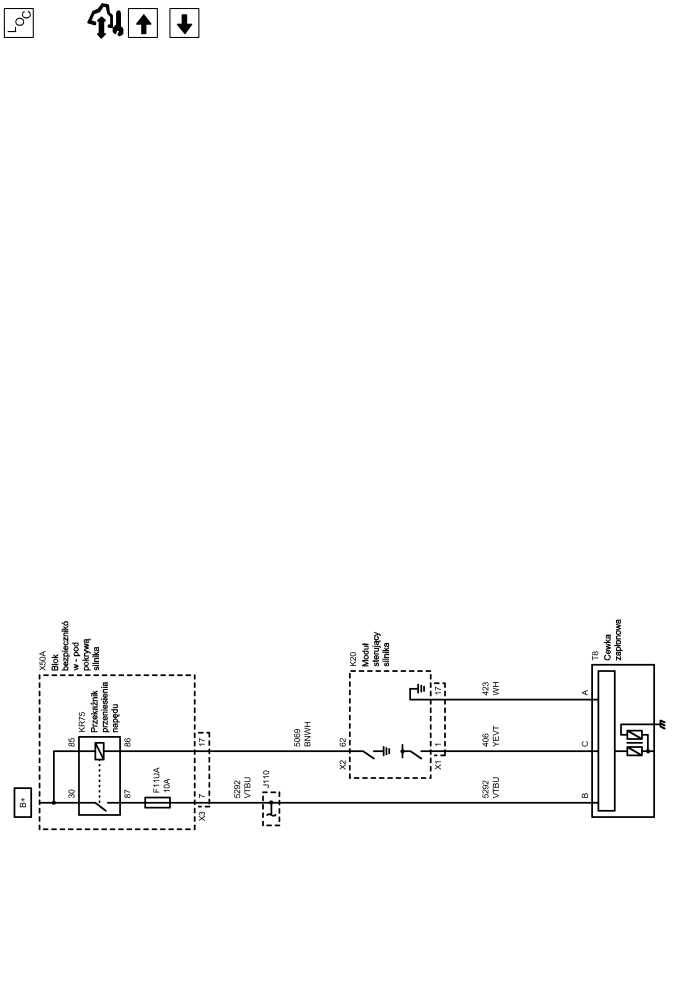 LOC
B+
X50A
Blok
bezpiecznikó
w - pod
pokrywą
silnika
KR75
Przekaźnik
przeniesienia
napędu
85
86
30
87
F11UA
10A
X3
7
17
5292
VTBU
J110
5069
BNWH
K20
Moduł
sterujący
silnika
X2
62
X1
1
17
423
WH
406
YEVT
5292
VTBU
T8
Cewka
zapłonowa
A
C
B